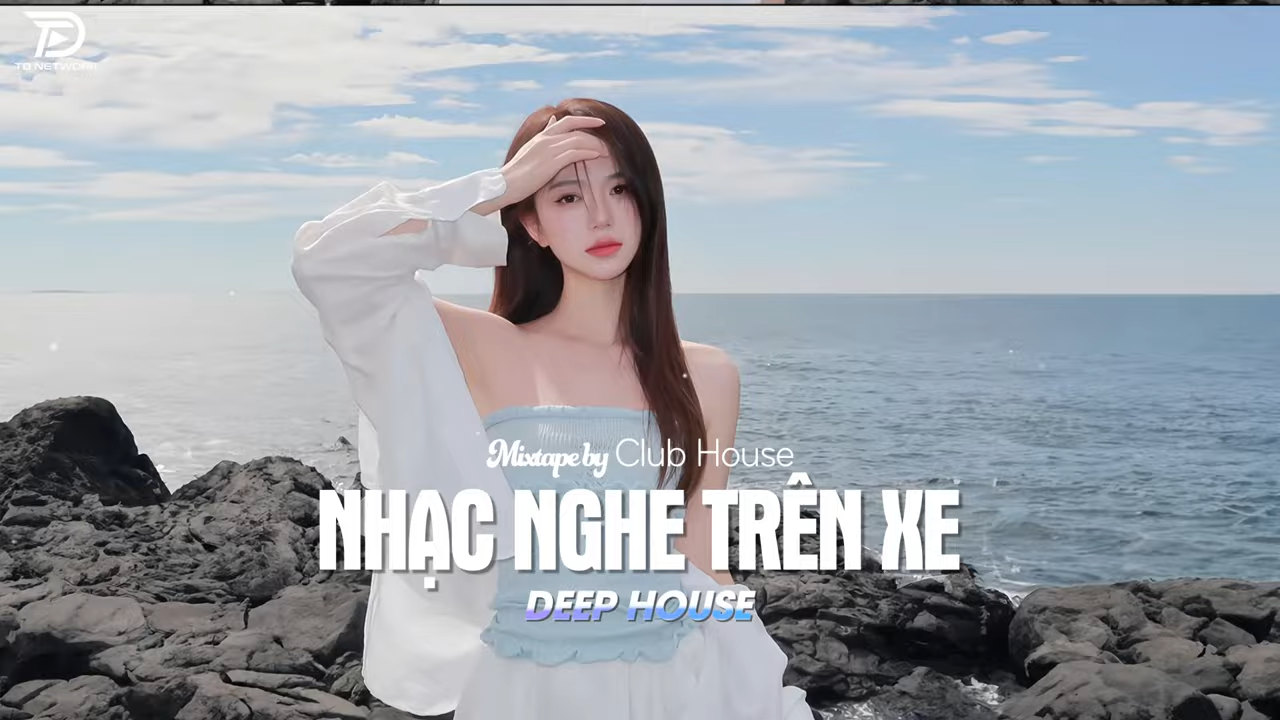 TD NETWORK
Mixtape by Club House
NHẠC NGHE TRÊN XE
DEEP HOUSE